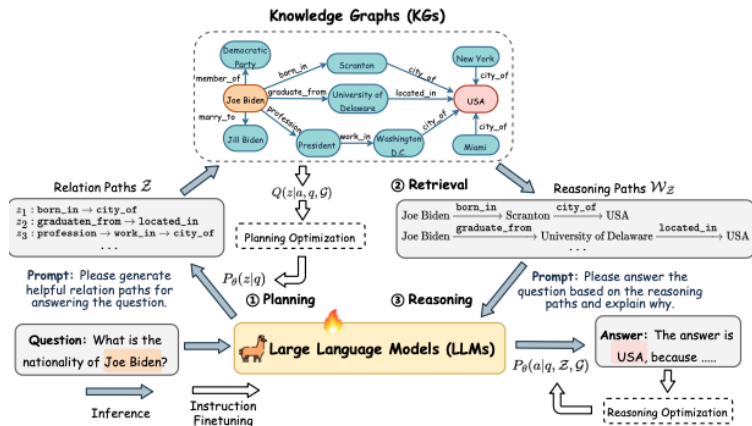 Knowledge Graphs (KGs)
Democratic
Party
member_of
Joe Biden
marry_to
Jill Biden
born_in
Scranton
city_of
graduate_from
University of
Delaware
located_in
profession
President
work_in
Washington
D.C
city_of
New York
city_of
USA
city_of
Miami
Relation Paths Z
z1 : born_in → city_of
z2 : graduaten_from → located_in
z3 : profession → work_in → city_of
...
Q(z|a, q, G)
Planning Optimization
Pθ(z|q)
② Retrieval
Reasoning Paths WZ
Joe Biden born_in→ Scranton city_of→ USA
Joe Biden graduate_from→ University of Delaware located_in→ USA
...
Prompt: Please generate
helpful relation paths for
answering the question.
① Planning
③ Reasoning
Prompt: Please answer the
question based on the reasoning
paths and explain why.
Question: What is the
nationality of Joe Biden?
Large Language Models (LLMs)
Pθ(a|q, Z, G)
Answer: The answer is
USA, because .....
Reasoning Optimization
Inference
Instruction
Finetuning